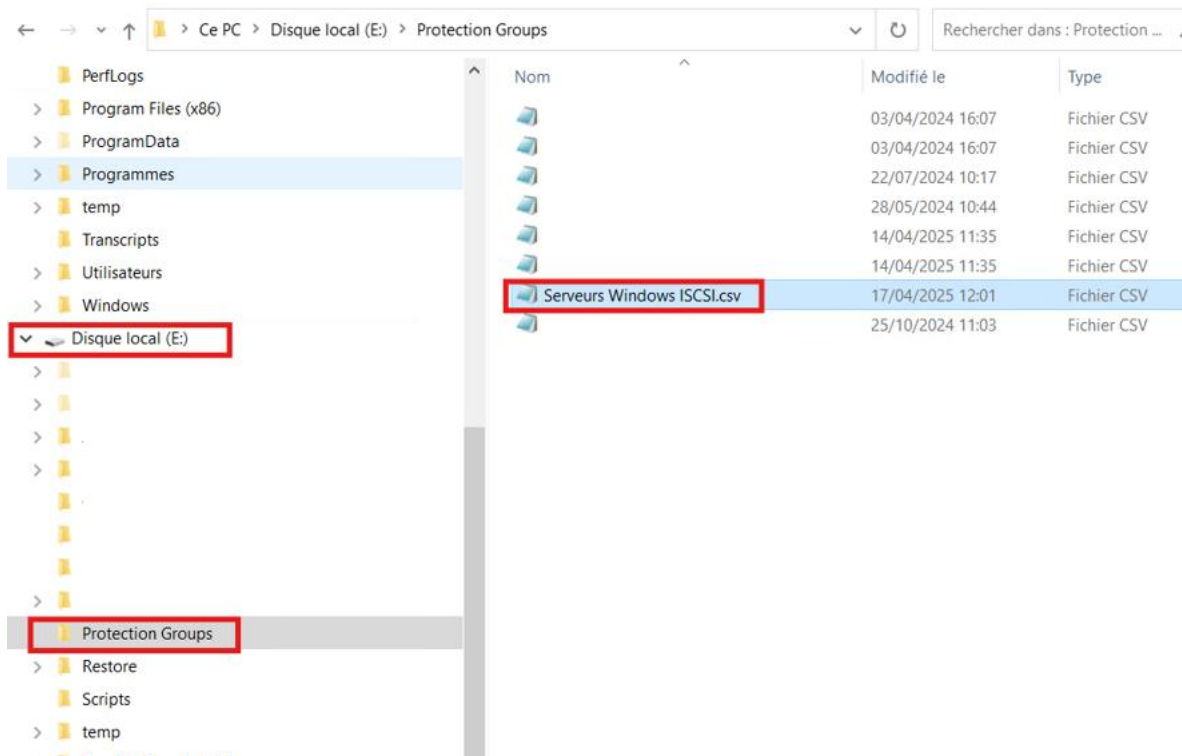 Ce PC > Disque local (E:) > Protection Groups
Rechercher dans : Protection ...
PerfLogs
Program Files (x86)
ProgramData
Programmes
temp
Transcripts
Utilisateurs
Windows
Disque local (E:)
Protection Groups
Restore
Scripts
temp
Nom Modifié le Type
03/04/2024 16:07 Fichier CSV
03/04/2024 16:07 Fichier CSV
22/07/2024 10:17 Fichier CSV
28/05/2024 10:44 Fichier CSV
14/04/2025 11:35 Fichier CSV
14/04/2025 11:35 Fichier CSV
Serveurs Windows ISCSI.csv 17/04/2025 12:01 Fichier CSV
25/10/2024 11:03 Fichier CSV